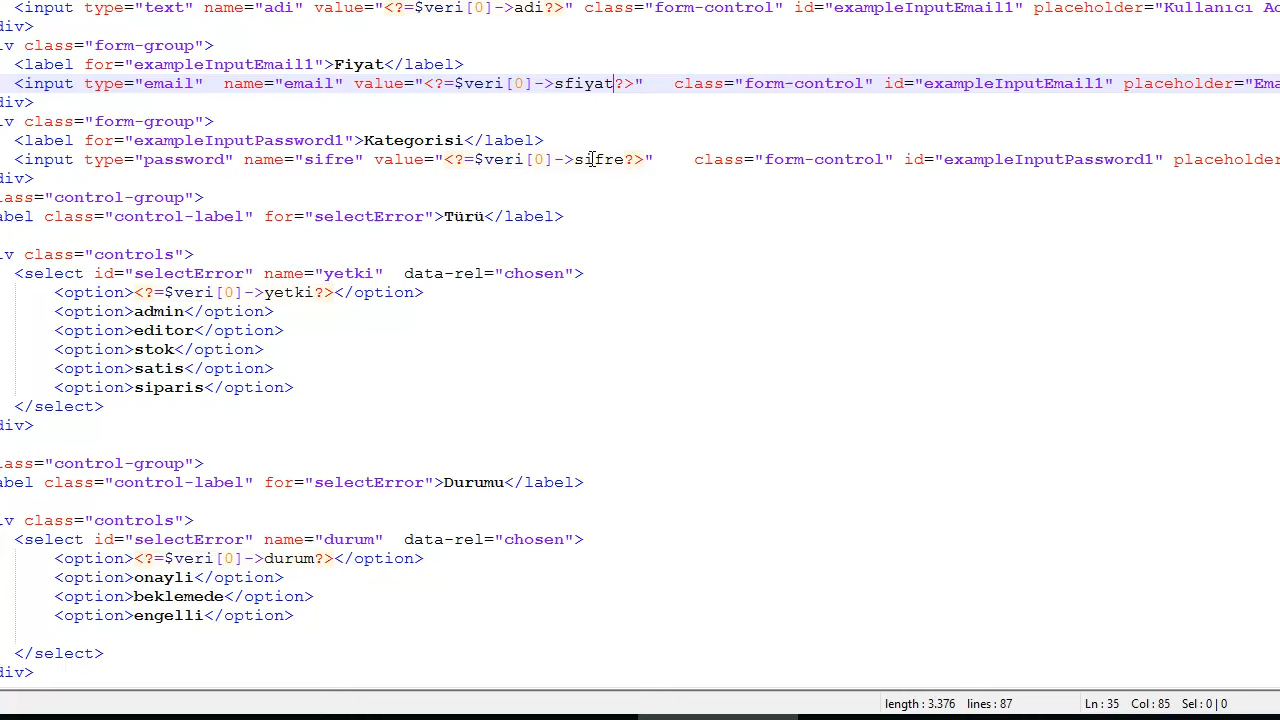 <input type="text" name="adi" value="<?=$veri[0]->adi?>" class="form-control" id="exampleInputEmail1" placeholder="Kullanıcı Ad
div>
iv class="form-group">
<label for="exampleInputEmail1">Fiyat</label>
<input type="email"  name="email" value="<?=$veri[0]->sfiyat?>"   class="form-control" id="exampleInputEmail1" placeholder="Ema
div>
iv class="form-group">
<label for="exampleInputPassword1">Kategorisi</label>
<input type="password" name="sifre" value="<?=$veri[0]->sifre?>"    class="form-control" id="exampleInputPassword1" placeholder
div>
lass="control-group">
abel class="control-label" for="selectError">Türü</label>
iv class="controls">
<select id="selectError" name="yetki"  data-rel="chosen">
<option><?=$veri[0]->yetki?></option>
<option>admin</option>
<option>editor</option>
<option>stok</option>
<option>satis</option>
<option>siparis</option>
</select>
div>
lass="control-group">
abel class="control-label" for="selectError">Durumu</label>
iv class="controls">
<select id="selectError" name="durum"  data-rel="chosen">
<option><?=$veri[0]->durum?></option>
<option>onayli</option>
<option>beklemede</option>
<option>engelli</option>
</select>
div>
length : 3.376   lines : 87   Ln : 35   Col : 85   Sel : 0 | 0